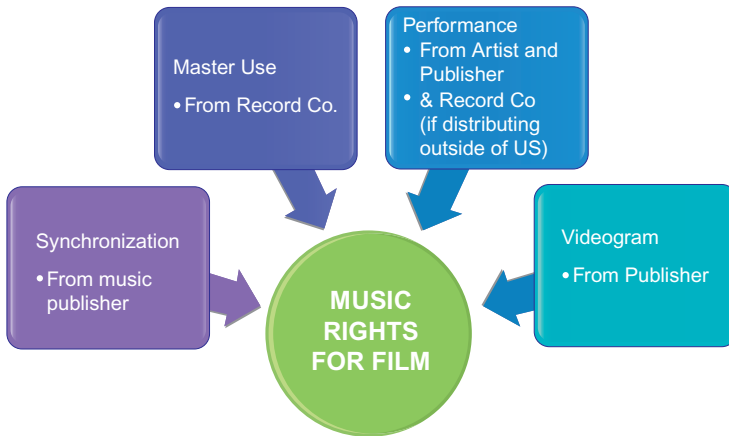 Synchronization
• From music
publisher
Master Use
• From Record Co.
Performance
• From Artist and
Publisher
• & Record Co
(if distributing
outside of US)
Videogram
• From Publisher
MUSIC
RIGHTS
FOR FILM